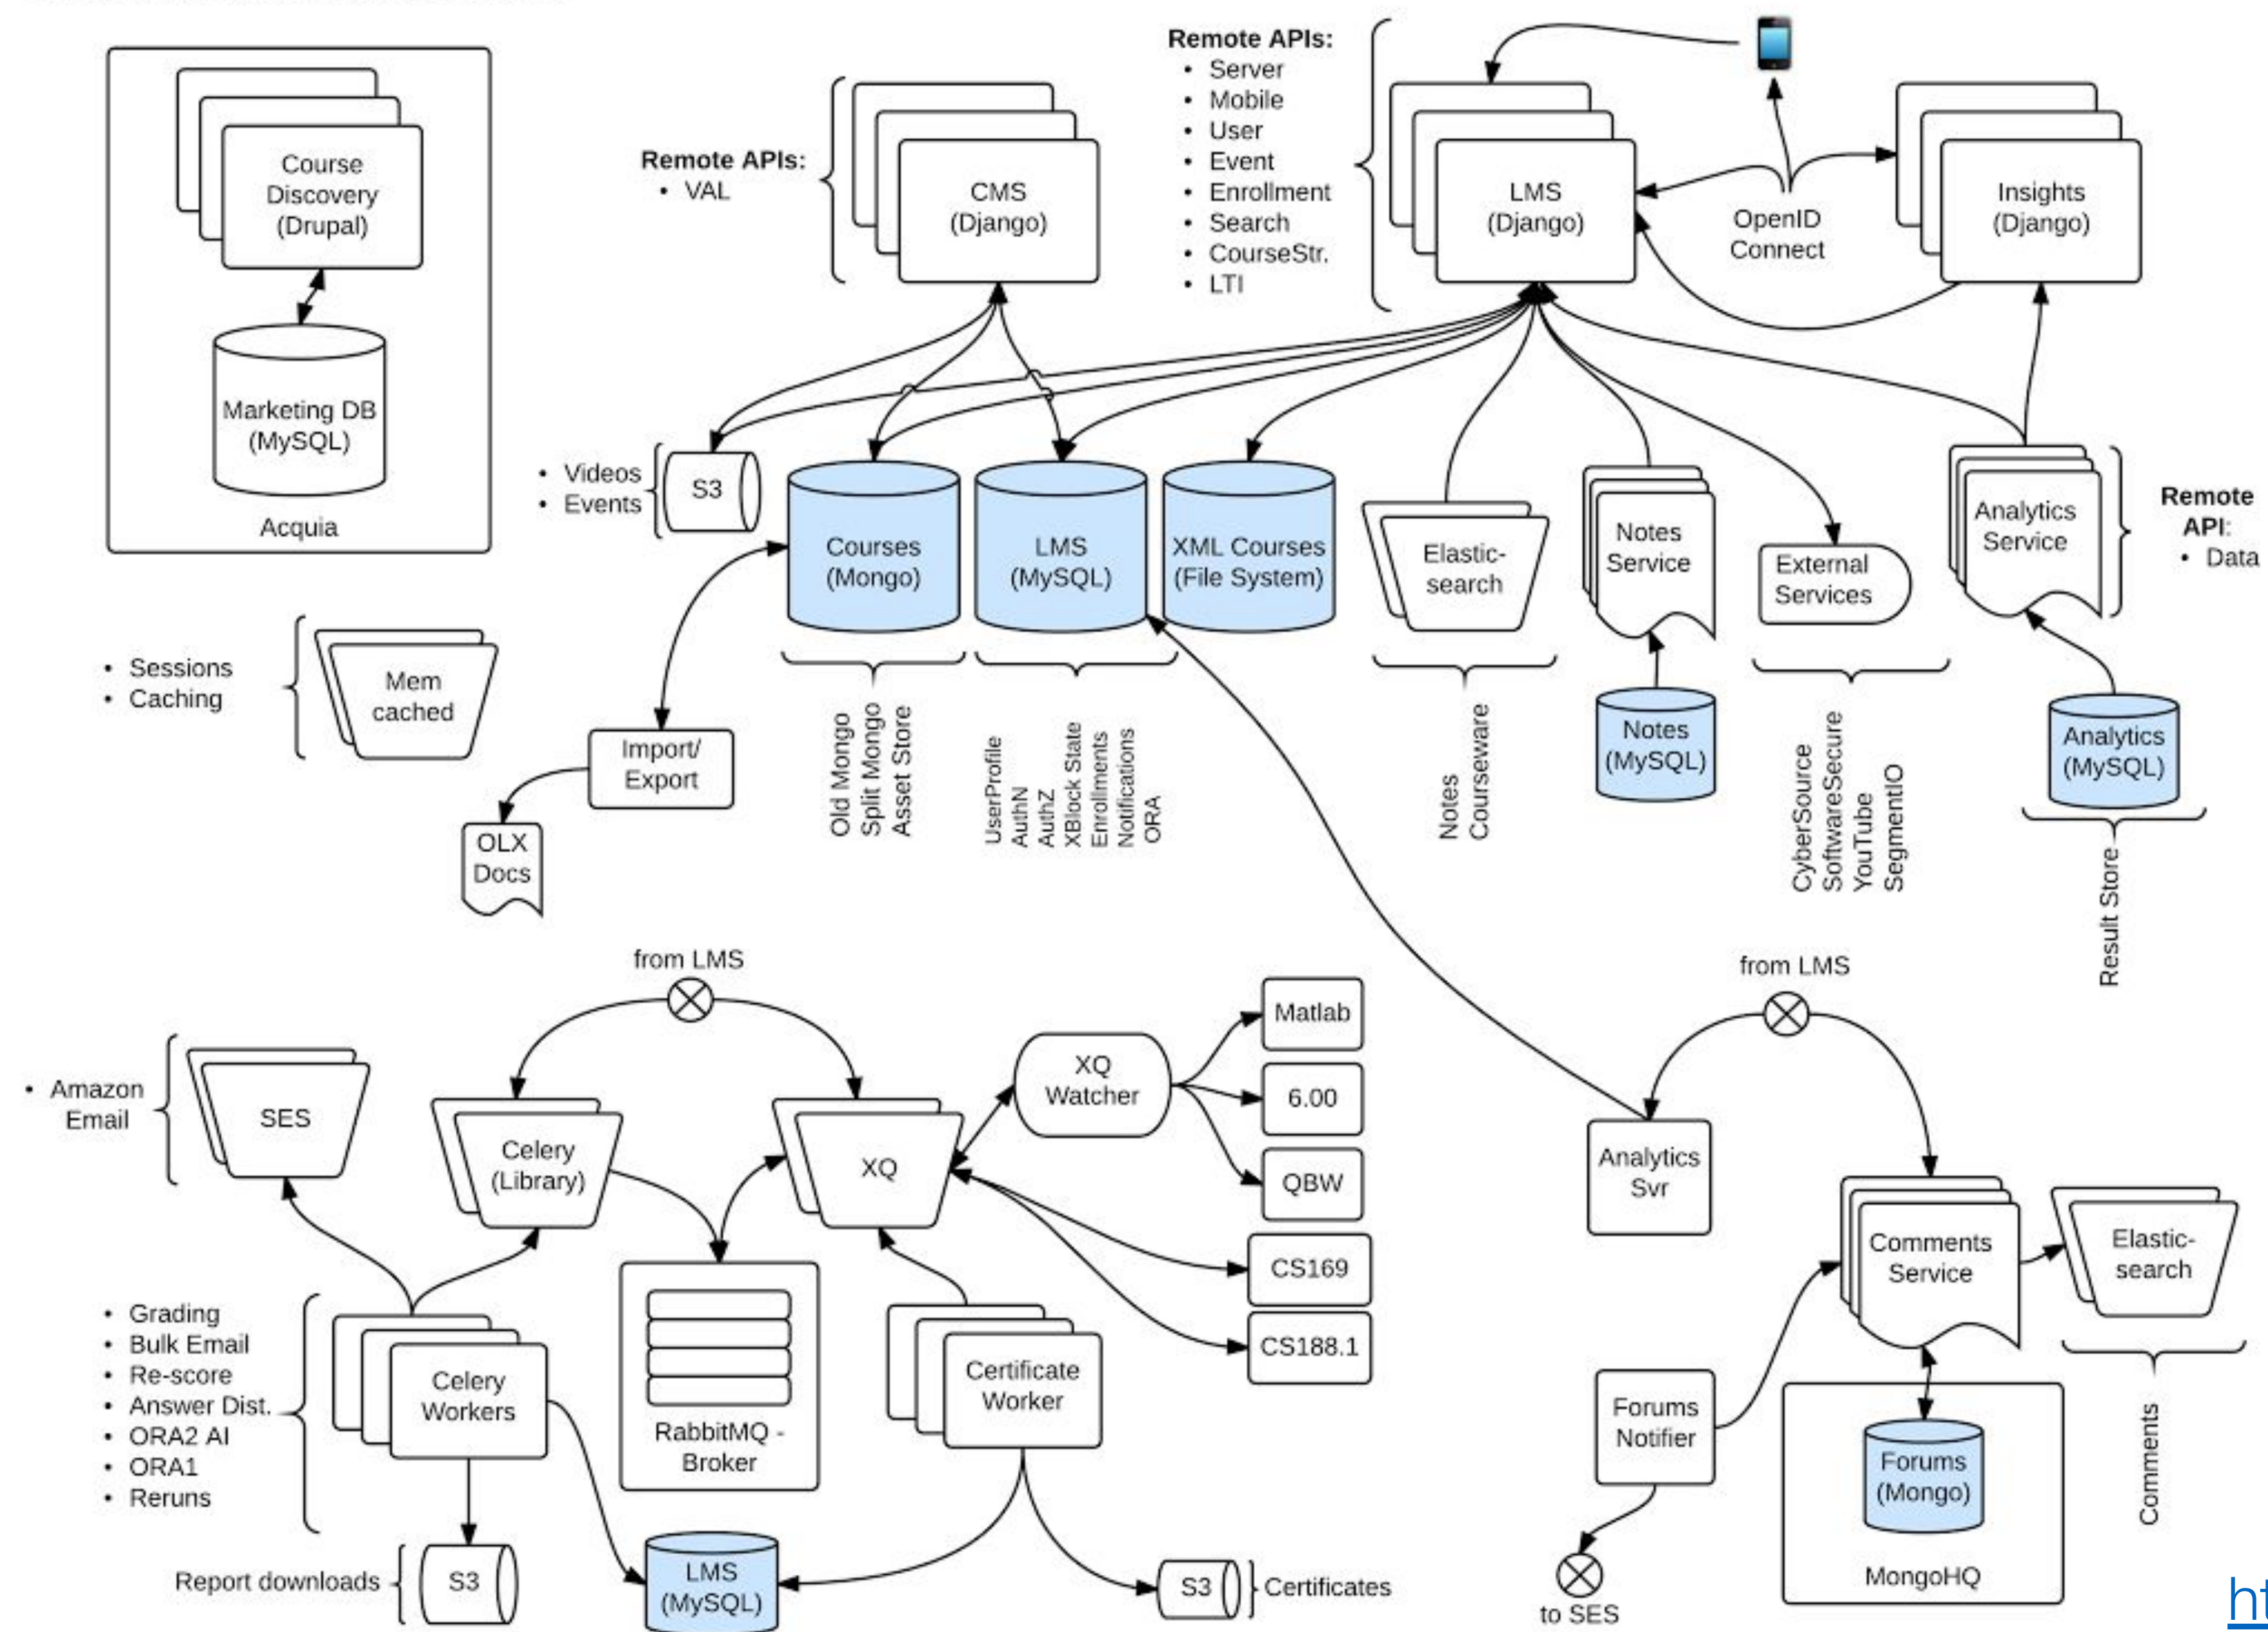 Remote APIs:
• Server
• Mobile
• User
• Event
• Enrollment
• Search
• CourseStr.
• LTI
Course
Discovery
(Drupal)
Marketing DB
(MySQL)
Acquia
Remote APIs:
• VAL
CMS
(Django)
LMS
(Django)
OpenID
Connect
Insights
(Django)
• Videos
• Events
S3
Courses
(Mongo)
LMS
(MySQL)
XML Courses
(File System)
Elastic-
search
Notes
Service
External
Services
Analytics
Service
Remote
API:
• Data
• Sessions
• Caching
Mem
cached
Import/
Export
OLX
Docs
Old Mongo
Split Mongo
Asset Store
UserProfile
AuthN
AuthZ
XBlock State
Enrollments
Notifications
ORA
Notes
Courseware
Notes
(MySQL)
CyberSource
SoftwareSecure
YouTube
SegmentIO
Analytics
(MySQL)
Result Store
from LMS
• Amazon
Email
SES
Celery
(Library)
XQ
XQ
Watcher
Matlab
6.00
QBW
CS169
CS188.1
• Grading
• Bulk Email
• Re-score
• Answer Dist.
• ORA2 AI
• ORA1
• Reruns
Celery
Workers
RabbitMQ -
Broker
Certificate
Worker
Report downloads
S3
LMS
(MySQL)
S3
Certificates
from LMS
Analytics
Svr
Comments
Service
Elastic-
search
Comments
Forums
Notifier
to SES
Forums
(Mongo)
MongoHQ
ht